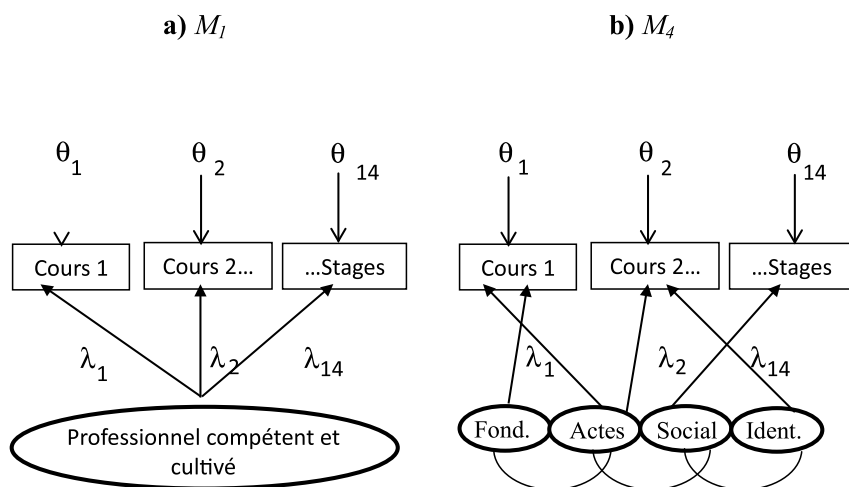 a) M₁ b) M₄
θ₁ θ₂ θ₁₄ θ₁ θ₂ θ₁₄
Cours 1 Cours 2... ...Stages Cours 1 Cours 2... ...Stages
λ₁ λ₂ λ₁₄ λ₁ λ₂ λ₁₄
Professionnel compétent et
cultivé
Fond. Actes Social Ident.